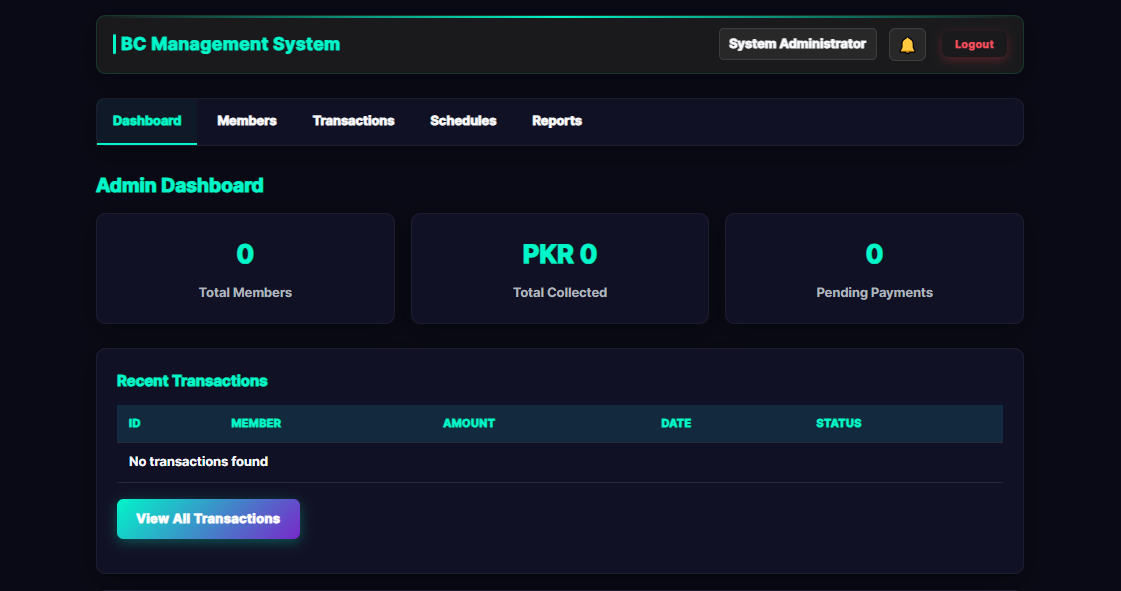 BC Management System
System Administrator
Logout
Dashboard Members Transactions Schedules Reports
Admin Dashboard
0
Total Members
PKR 0
Total Collected
0
Pending Payments
Recent Transactions
ID MEMBER AMOUNT DATE STATUS
No transactions found
View All Transactions